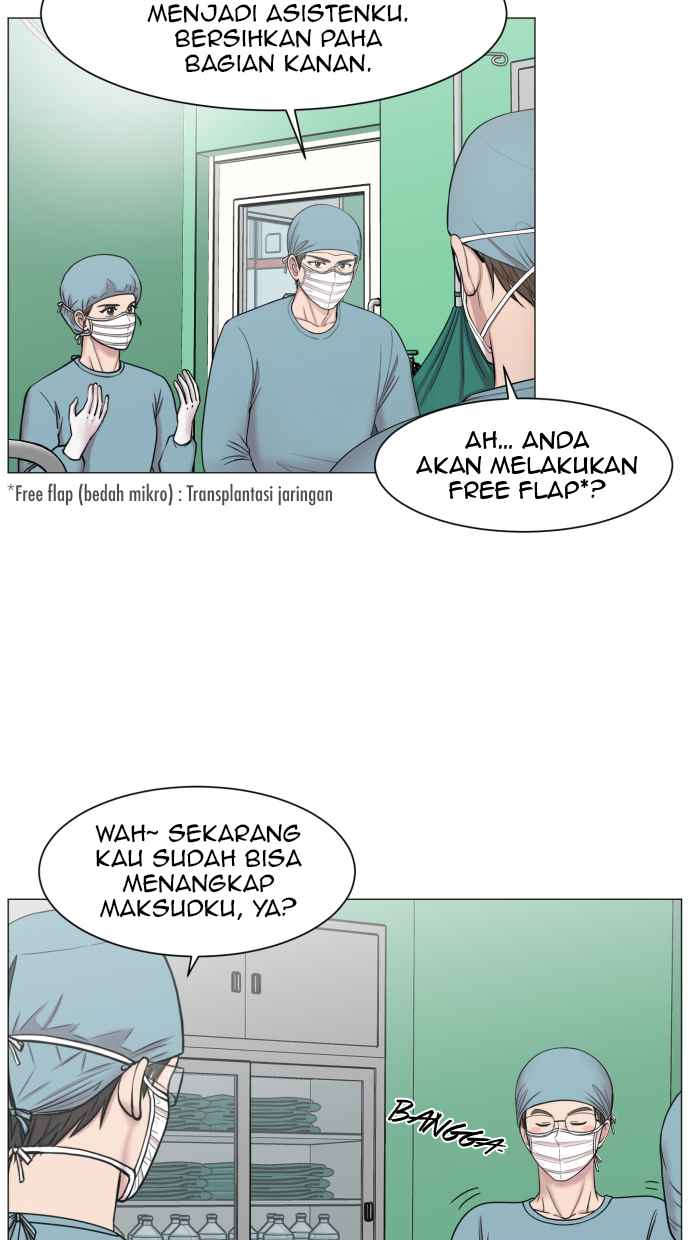 MENJADI ASISTENKU.
BERSIHKAN PAHA
BAGIAN KANAN.
AH... ANDA
AKAN MELAKUKAN
FREE FLAP*?
*Free flap (bedah mikro) : Transplantasi jaringan
WAH~ SEKARANG
KAU SUDAH BISA
MENANGKAP
MAKSUDKU, YA?
BANGGA-